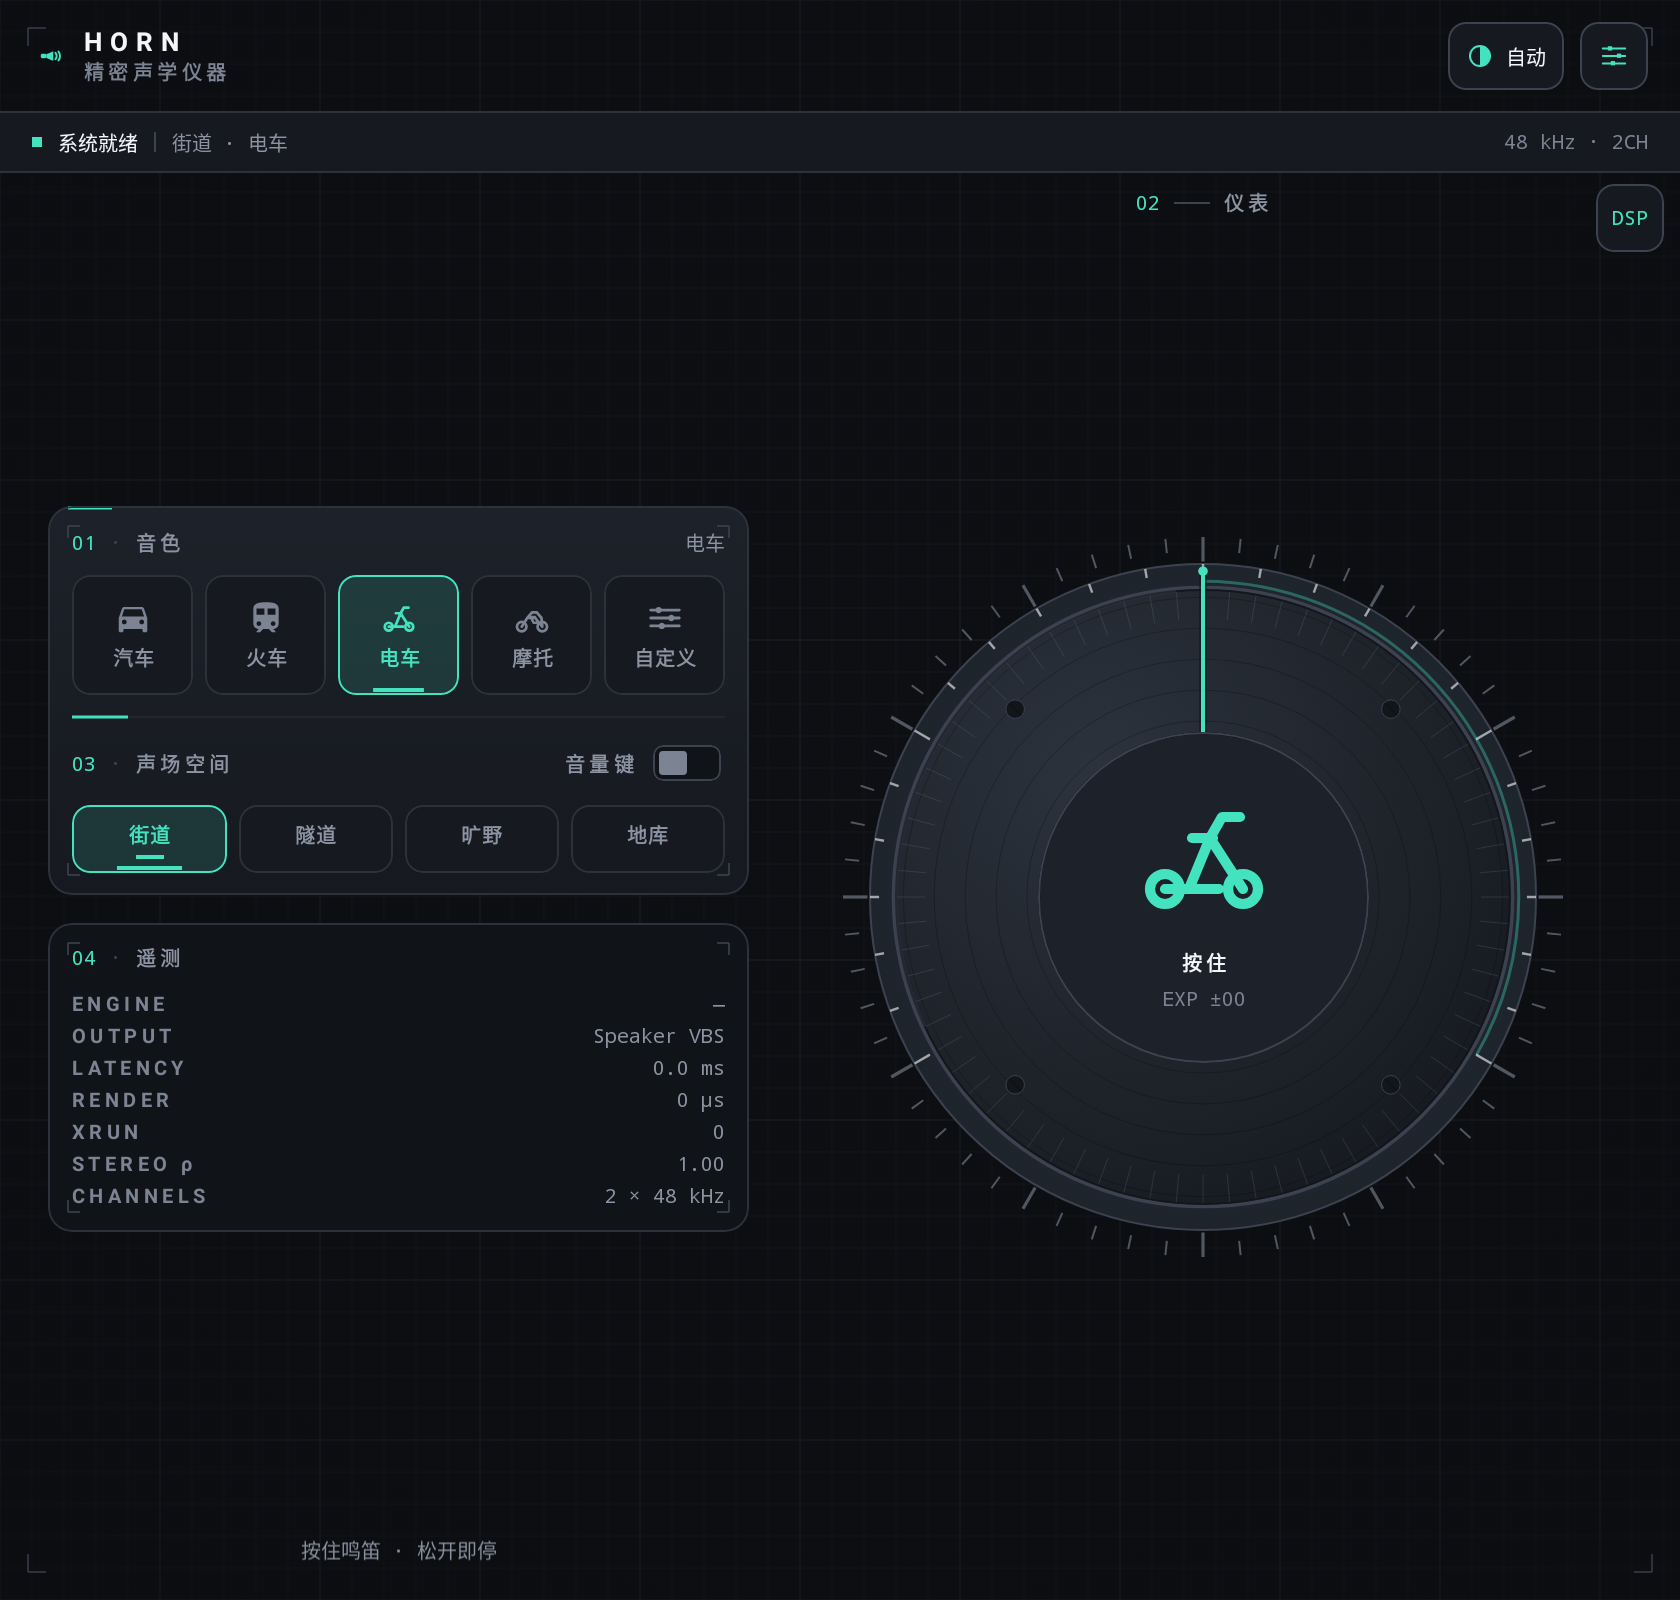 HORN
精密声学仪器
自动
系统就绪 | 街道 · 电车
48 kHz · 2CH
02 — 仪表
DSP
01 · 音色
电车
汽车
火车
电车
摩托
自定义
03 · 声场空间
音量键
街道
隧道
旷野
地库
04 · 遥测
ENGINE —
OUTPUT Speaker VBS
LATENCY 0.0 ms
RENDER 0 µs
XRUN 0
STEREO ρ 1.00
CHANNELS 2 × 48 kHz
按住
EXP ±00
按住鸣笛 · 松开即停